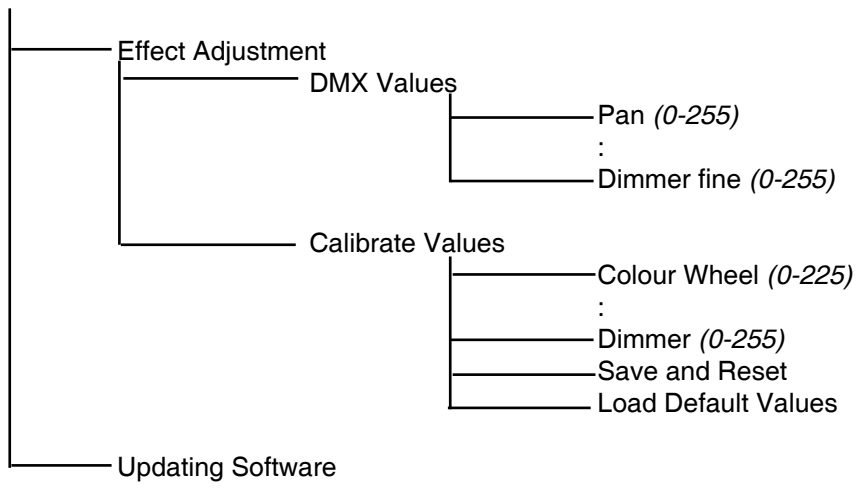 Effect Adjustment
DMX Values
Pan (0-255)
:
Dimmer fine (0-255)
Calibrate Values
Colour Wheel (0-225)
:
Dimmer (0-255)
Save and Reset
Load Default Values
Updating Software